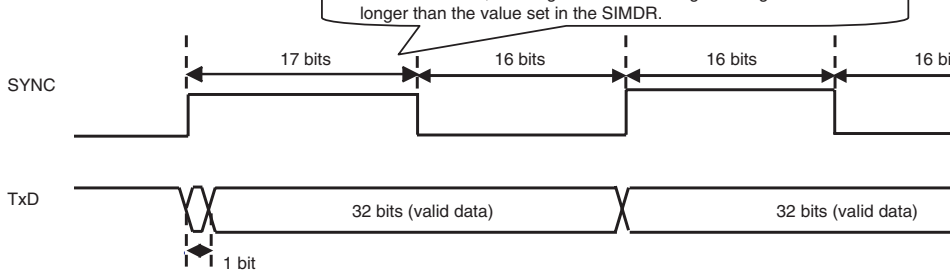 longer than the value set in the SIMDR.
17 bits
16 bits
16 bits
SYNC
TxD
32 bits (valid data)
32 bits (valid data)
1 bit